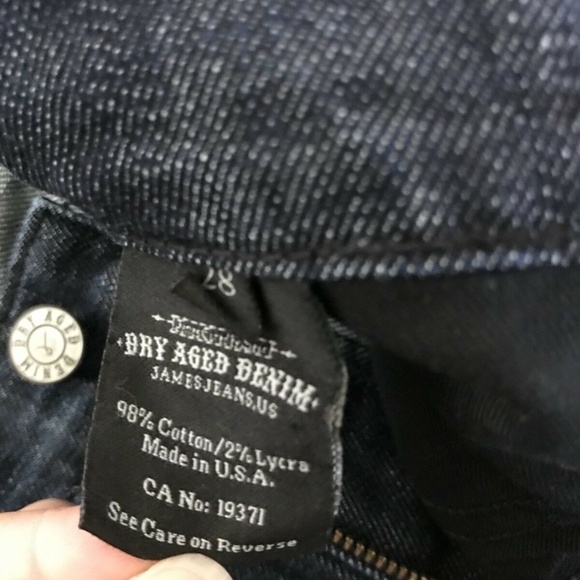 28
DRY AGED DENIM
JAMESJEANS.US
98% Cotton/2% Lycra
Made in U.S.A.
CA No: 19371
See Care on Reverse
DRY AGED DENIM